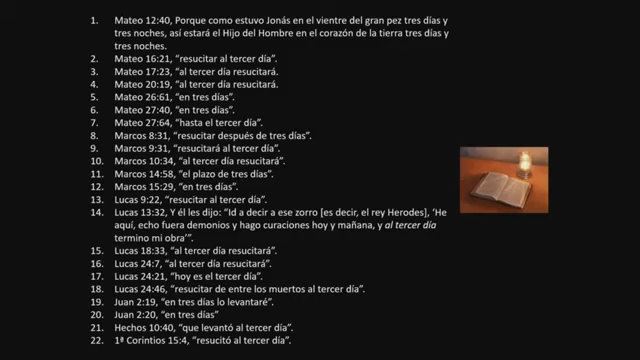 1. Mateo 12:40, Porque como estuvo Jonás en el vientre del gran pez tres días y
tres noches, así estará el Hijo del Hombre en el corazón de la tierra tres días y
tres noches.
2. Mateo 16:21, “resucitar al tercer día”.
3. Mateo 17:23, “al tercer día resucitará.
4. Mateo 20:19, “al tercer día resucitará.
5. Mateo 26:61, “en tres días”.
6. Mateo 27:40, “en tres días”.
7. Mateo 27:64, “hasta el tercer día”.
8. Marcos 8:31, “resucitar después de tres días”.
9. Marcos 9:31, “resucitará al tercer día”.
10. Marcos 10:34, “al tercer día resucitará”.
11. Marcos 14:58, “el plazo de tres días”.
12. Marcos 15:29, “en tres días”.
13. Lucas 9:22, “resucitar al tercer día”.
14. Lucas 13:32, Y él les dijo: “Id a decir a ese zorro [es decir, el rey Herodes], ‘He
aquí, echo fuera demonios y hago curaciones hoy y mañana, y al tercer día
termino mi obra’”.
15. Lucas 18:33, “al tercer día resucitará”.
16. Lucas 24:7, “al tercer día resucitará”.
17. Lucas 24:21, “hoy es el tercer día”.
18. Lucas 24:46, “resucitar de entre los muertos al tercer día”.
19. Juan 2:19, “en tres días lo levantaré”.
20. Juan 2:20, “en tres días”
21. Hechos 10:40, “que levantó al tercer día”.
22. 1ª Corintios 15:4, “resucitó al tercer día”.